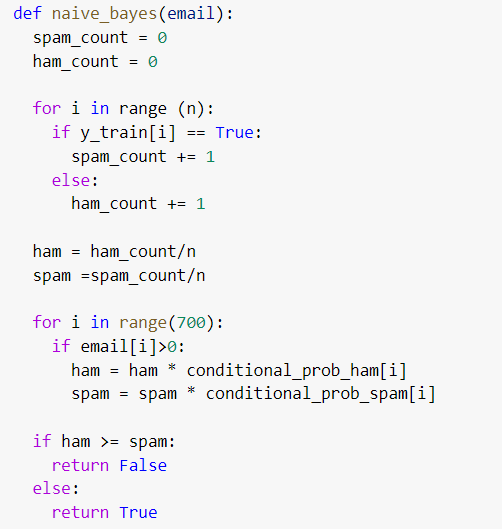 def naive_bayes(email):
  spam_count = 0
  ham_count = 0

  for i in range (n):
    if y_train[i] == True:
      spam_count += 1
    else:
      ham_count += 1

  ham = ham_count/n
  spam =spam_count/n

  for i in range(700):
    if email[i]>0:
      ham = ham * conditional_prob_ham[i]
      spam = spam * conditional_prob_spam[i]

  if ham >= spam:
    return False
  else:
    return True